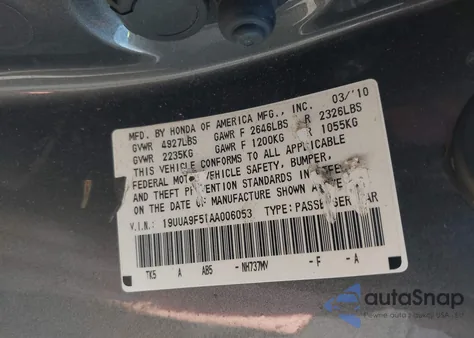 MFD. BY HONDA OF AMERICA MFG., INC. 03/'10
GVWR 4927LBS GAWR F 2646LBS R 2326LBS
GVWR 2235KG GAWR F 1200KG R 1055KG
THIS VEHICLE CONFORMS TO ALL APPLICABLE
FEDERAL MOTOR VEHICLE SAFETY, BUMPER,
AND THEFT PREVENTION STANDARDS IN EFFECT
ON THE DATE OF MANUFACTURE SHOWN ABOVE.
V.I.N.: 19UUA9F51AA006053 TYPE: PASSENGER CAR
TK5 A AB5 -NH737MV -F -A
autoSnap